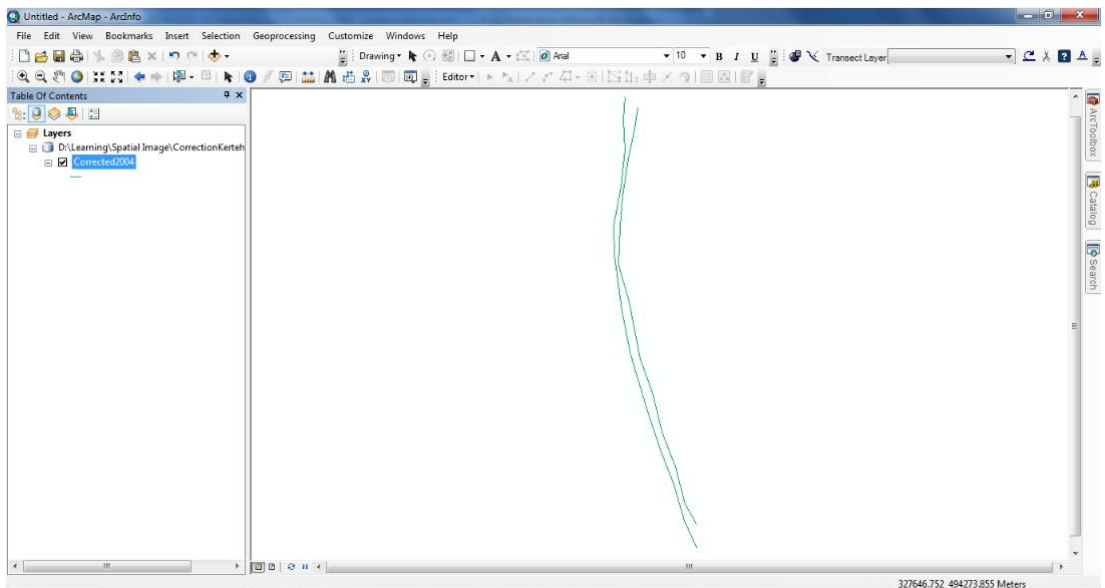 Untitled - ArcMap - ArcInfo
File Edit View Bookmarks Insert Selection Geoprocessing Customize Windows Help
Drawing A Arial 10 B I U Transect Layer
Editor
Table Of Contents
Layers
D:\Learning\Spatial Image\CorrectionKerteh
Corrected2004
ArcToolbox
Catalog
Search
327646.752 494273.855 Meters